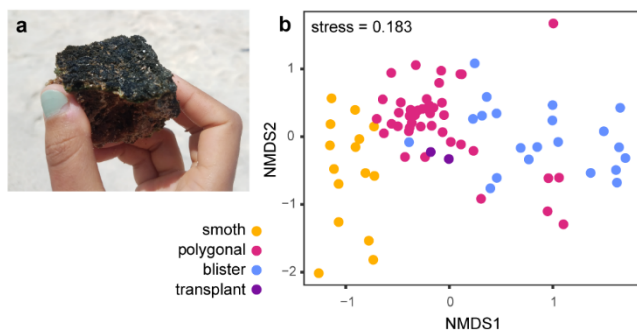 a
b
stress = 0.183
1
0
−1
−2
NMDS2
−1
0
1
NMDS1
smoth
polygonal
blister
transplant